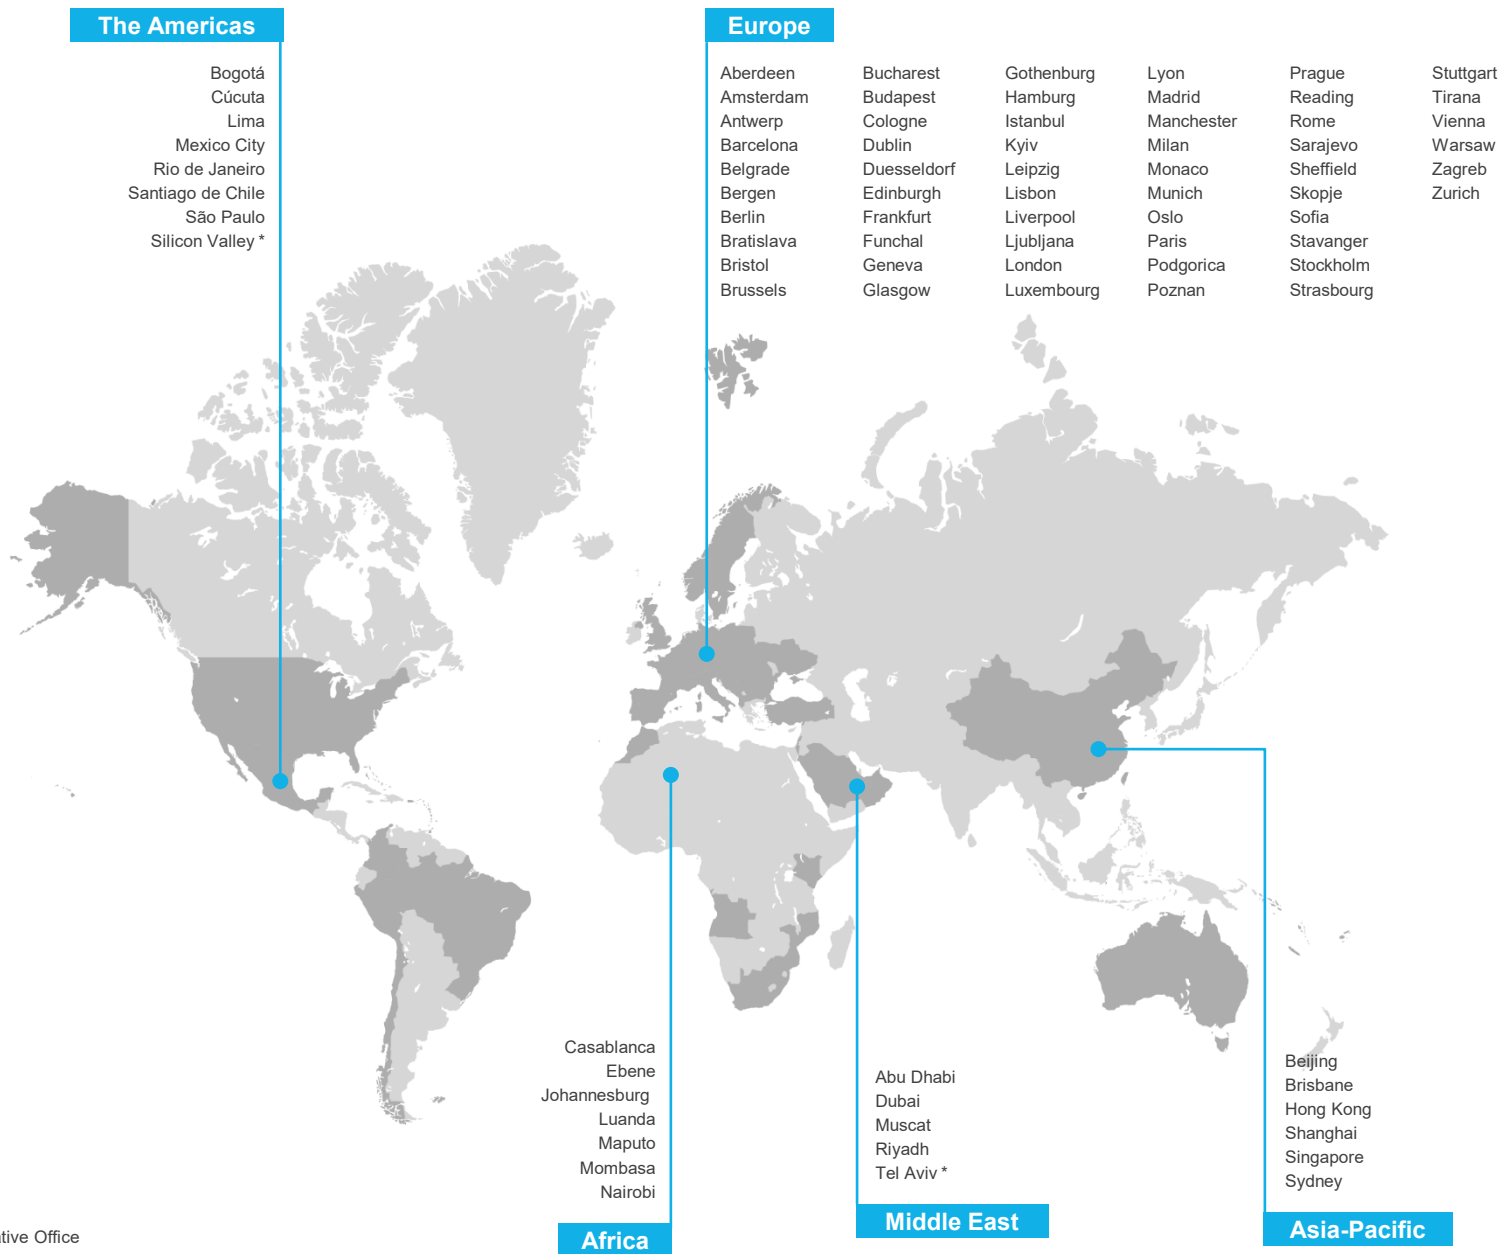 The Americas
Bogotá
Cúcuta
Lima
Mexico City
Rio de Janeiro
Santiago de Chile
São Paulo
Silicon Valley *
Europe
Aberdeen
Amsterdam
Antwerp
Barcelona
Belgrade
Bergen
Berlin
Bratislava
Bristol
Brussels
Bucharest
Budapest
Cologne
Dublin
Duesseldorf
Edinburgh
Frankfurt
Funchal
Geneva
Glasgow
Gothenburg
Hamburg
Istanbul
Kyiv
Leipzig
Lisbon
Liverpool
Ljubljana
London
Luxembourg
Lyon
Madrid
Manchester
Milan
Monaco
Munich
Oslo
Paris
Podgorica
Poznan
Prague
Reading
Rome
Sarajevo
Sheffield
Skopje
Sofia
Stavanger
Stockholm
Strasbourg
Stuttgart
Tirana
Vienna
Warsaw
Zagreb
Zurich
Casablanca
Ebene
Johannesburg
Luanda
Maputo
Mombasa
Nairobi
Africa
Abu Dhabi
Dubai
Muscat
Riyadh
Tel Aviv *
Middle East
Beijing
Brisbane
Hong Kong
Shanghai
Singapore
Sydney
Asia-Pacific
Office